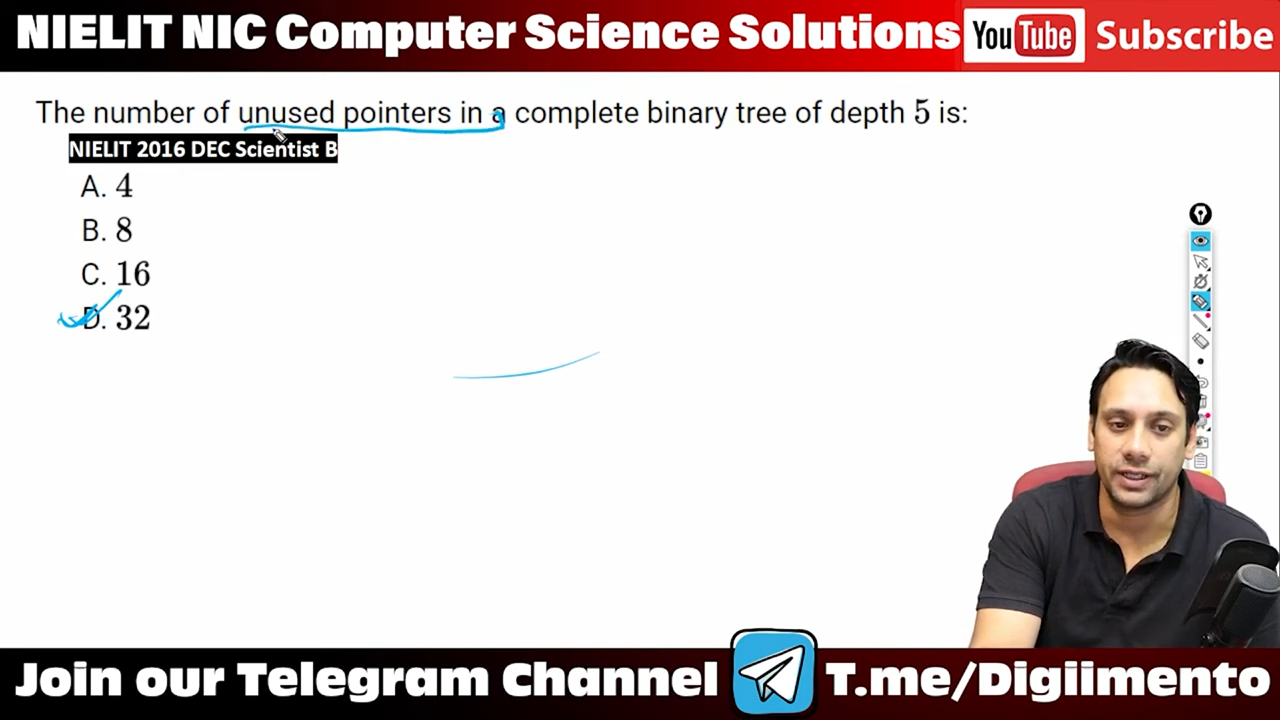 NIELIT NIC Computer Science Solutions YouTube Subscribe
The number of unused pointers in a complete binary tree of depth 5 is:
NIELIT 2016 DEC Scientist B
A. 4
B. 8
C. 16
D. 32
Join our Telegram Channel T.me/Digiimento